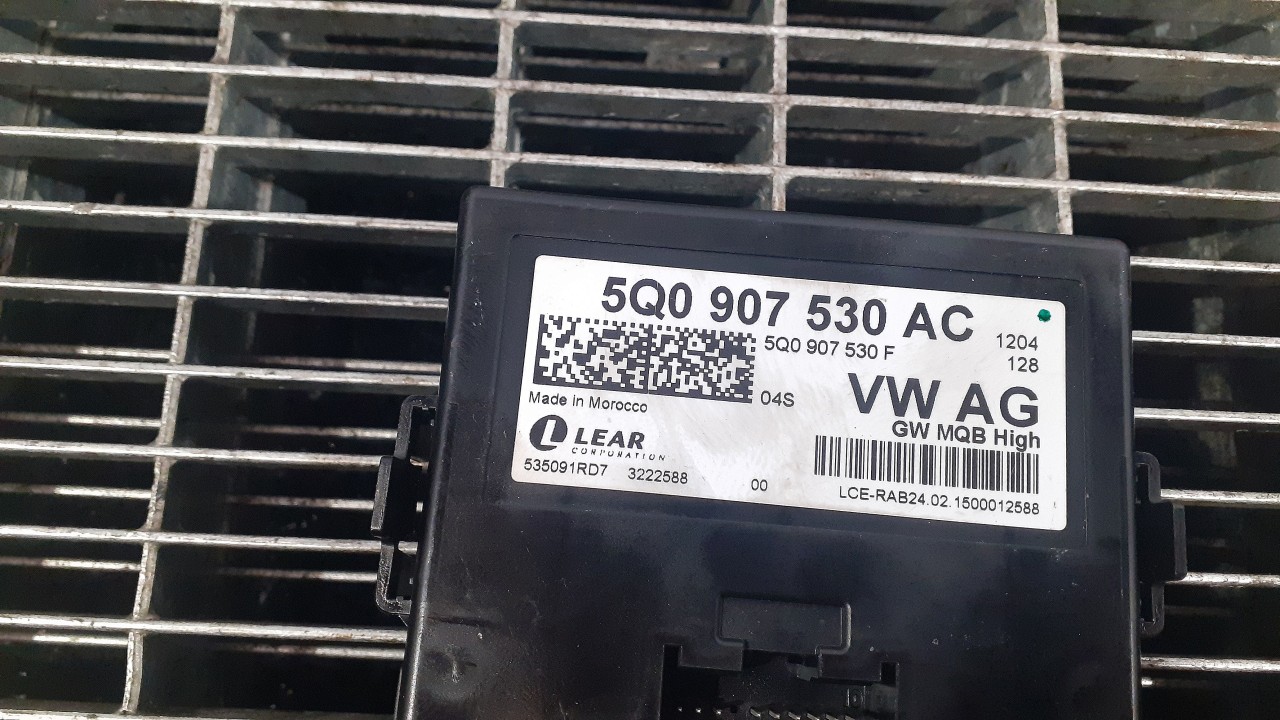 5Q0 907 530 AC
5Q0 907 530 F
1204
128
04S
VW AG
Made in Morocco
GW MQB High
LEAR
CORPORATION
535091RD7 3222588 00
LCE-RAB24.02.1500012588